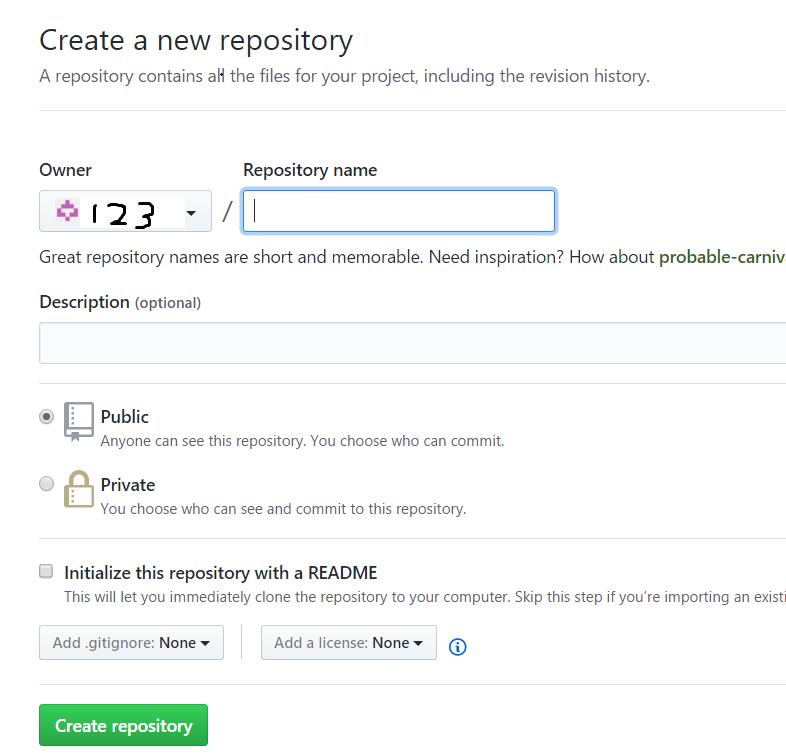 Create a new repository
A repository contains all the files for your project, including the revision history.
Owner Repository name
123 /
Great repository names are short and memorable. Need inspiration? How about
Description (optional)
Public
Anyone can see this repository. You choose who can commit.
Private
You choose who can see and commit to this repository.
Initialize this repository with a README
This will let you immediately clone the repository to your computer. Skip this step if you’re importing an
Add .gitignore: None Add a license: None
Create repository